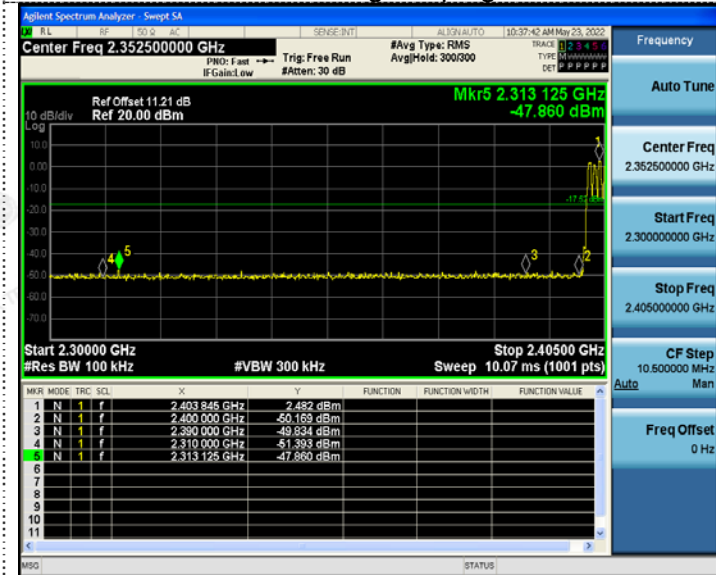 Agilent Spectrum Analyzer - Swept SA
RL RF 50 Ω AC SENSE:INT ALIGN AUTO 10:37:42 AM May 23, 2022
Center Freq 2.352500000 GHz
PNO: Fast Trig: Free Run #Avg Type: RMS TRACE 1 2 3 4 5 6
IFGain:Low #Atten: 30 dB Avg|Hold: 300/300 TYPE M
DET P P P P P P
Ref Offset 11.21 dB
10 dB/div Ref 20.00 dBm
Log
Mkr5 2.313 125 GHz
-47.860 dBm
10.0
0.00
-10.0
-20.0
-30.0
-40.0
-50.0
-60.0
-70.0
1
4 5 3 2
Start 2.30000 GHz Stop 2.40500 GHz
#Res BW 100 kHz #VBW 300 kHz Sweep 10.07 ms (1001 pts)
MKR MODE TRC SCL X Y FUNCTION FUNCTION WIDTH FUNCTION VALUE
1 N 1 f 2.403 845 GHz 2.482 dBm
2 N 1 f 2.400 000 GHz -50.169 dBm
3 N 1 f 2.390 000 GHz -49.834 dBm
4 N 1 f 2.310 000 GHz -51.393 dBm
5 N 1 f 2.313 125 GHz -47.860 dBm
6
7
8
9
10
11
MSG STATUS
Frequency
Auto Tune
Center Freq
2.352500000 GHz
Start Freq
2.300000000 GHz
Stop Freq
2.405000000 GHz
CF Step
10.500000 MHz
Auto Man
Freq Offset
0 Hz